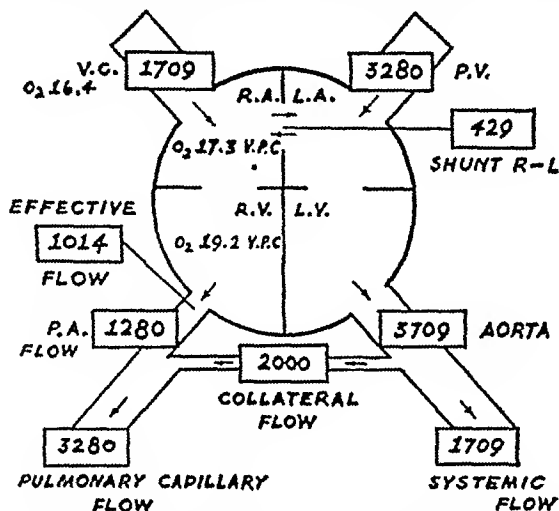 V.C. 1709
O₂ 16.4
3280 P.V.
R.A. L.A.
429
SHUNT R-L
O₂ 17.3 V.P.C
R.V. L.V.
O₂ 19.2 V.P.C
EFFECTIVE
1014
FLOW
P.A. 1280
FLOW
3709 AORTA
2000
COLLATERAL
FLOW
3280
PULMONARY CAPILLARY
FLOW
1709
SYSTEMIC
FLOW